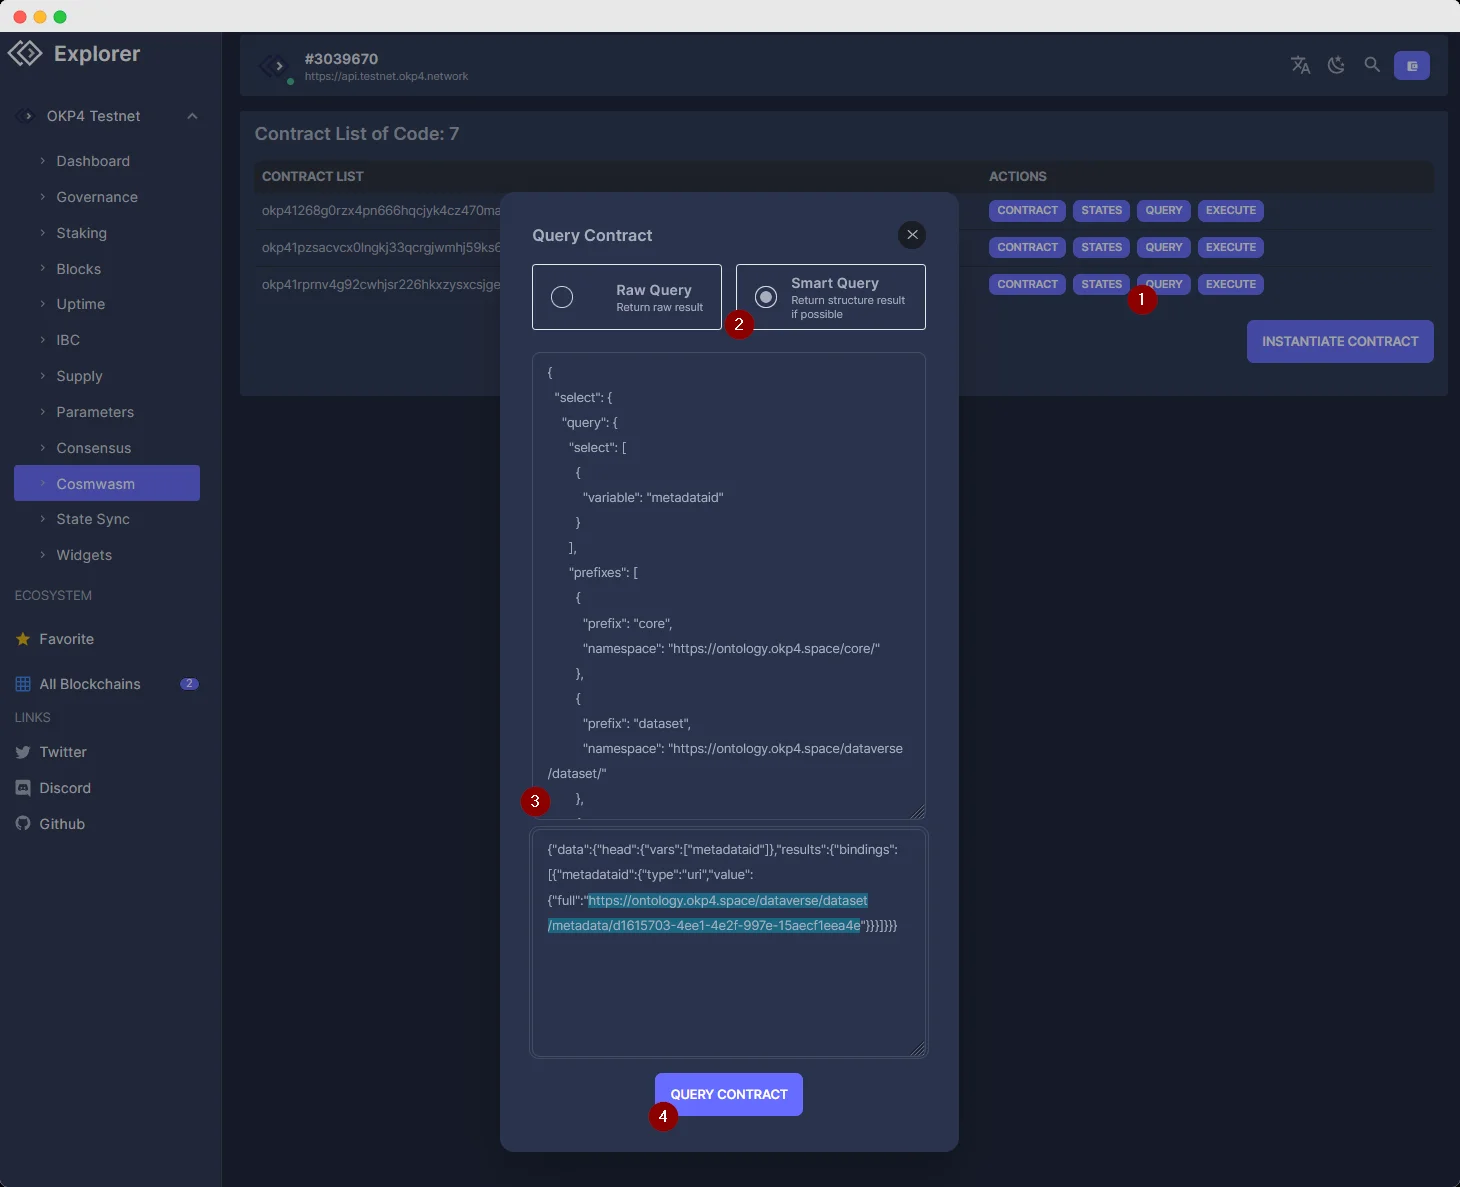 Explorer
OKP4 Testnet
Dashboard
Governance
Staking
Blocks
Uptime
IBC
Supply
Parameters
Consensus
Cosmwasm
State Sync
Widgets
ECOSYSTEM
Favorite
All Blockchains 2
LINKS
Twitter
Discord
Github
#3039670
https://api.testnet.okp4.network
Contract List of Code: 7
CONTRACT LIST ACTIONS
okp41268g0rzx4pn666hqcjyk4cz470ma CONTRACT STATES QUERY EXECUTE
okp41pzsacvcx0lngkj33qcrgjwmhj59ks6 CONTRACT STATES QUERY EXECUTE
okp41rprnv4g92cwhjsr226hkxzysxcsjge CONTRACT STATES QUERY EXECUTE
1
INSTANTIATE CONTRACT
Query Contract
Raw Query
Return raw result
Smart Query
Return structure result
if possible
2
{
"select": {
"query": {
"select": [
{
"variable": "metadataid"
}
],
"prefixes": [
{
"prefix": "core",
"namespace": "https://ontology.okp4.space/core/"
},
{
"prefix": "dataset",
"namespace": "https://ontology.okp4.space/dataverse
/dataset/"
},
3
{"data":{"head":{"vars":["metadataid"]},"results":{"bindings":
[{"metadataid":{"type":"uri","value":
{"full":"https://ontology.okp4.space/dataverse/dataset
/metadata/d1615703-4ee1-4e2f-997e-15aecf1eea4e"}}}]}}}
QUERY CONTRACT
4